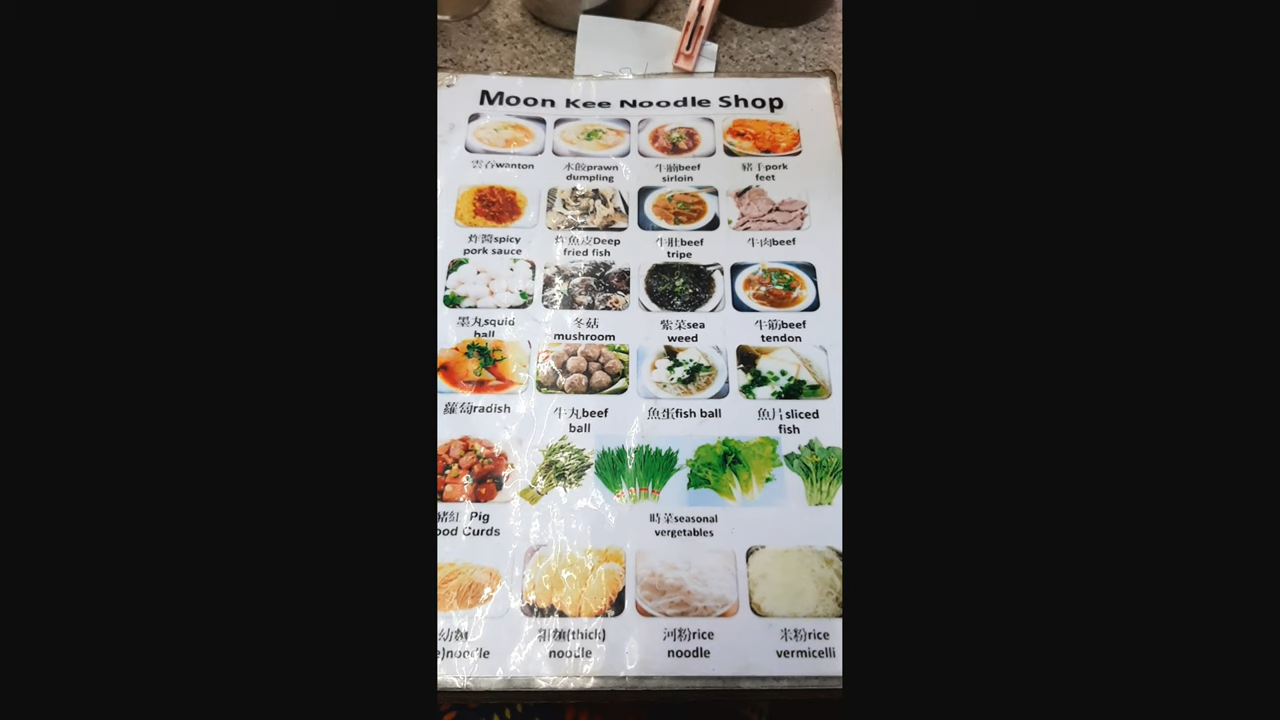 Moon Kee Noodle Shop
雲吞wanton
水餃prawn
dumpling
牛腩beef
sirloin
豬手pork
feet
炸醬spicy
pork sauce
炸魚皮Deep
fried fish
牛肚beef
tripe
牛肉beef
墨丸squid
ball
冬菇
mushroom
紫菜sea
weed
牛筋beef
tendon
蘿蔔radish
牛丸beef
ball
魚蛋fish ball
魚片sliced
fish
豬紅 Pig
ood Curds
時菜seasonal
vergetables
幼麵
e)noodle
粗麵(thick)
noodle
河粉rice
noodle
米粉rice
vermicelli